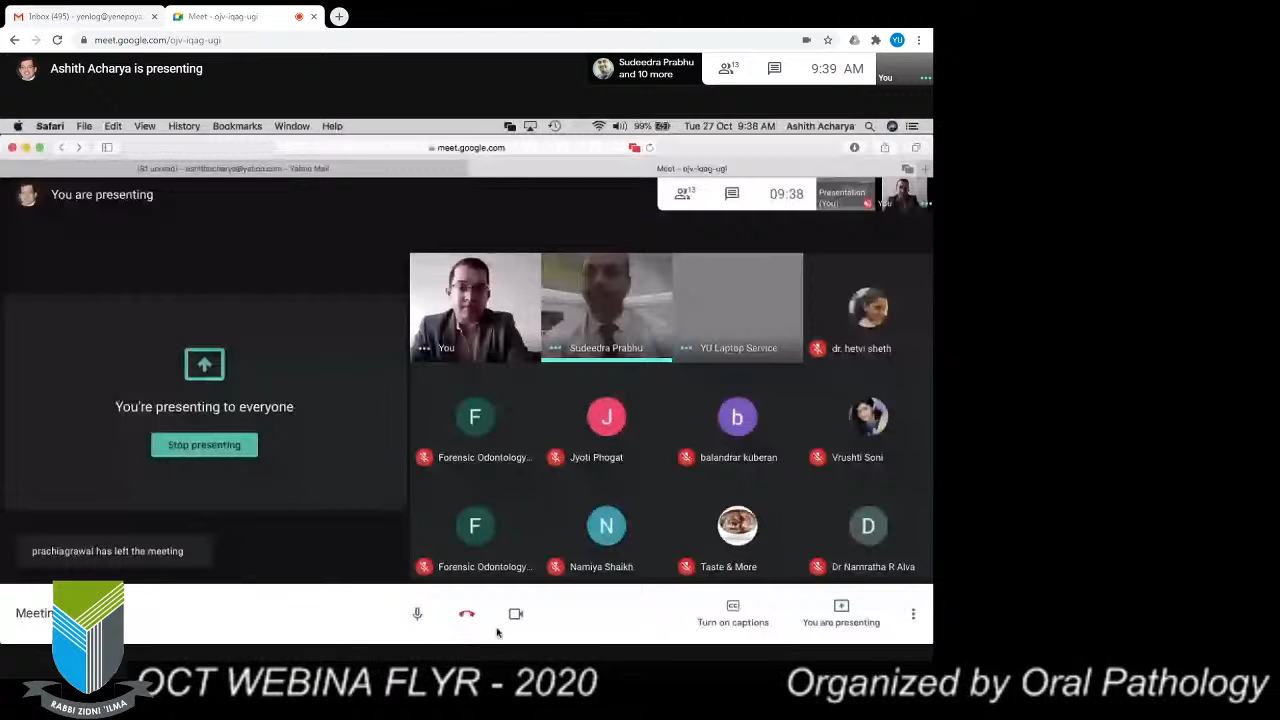 Inbox (495) - yenlog@yenepoya.
Meet - ojv-iqag-ugi
meet.google.com/ojv-iqag-ugi
YU
Ashith Acharya is presenting
Sudeedra Prabhu
and 10 more
13
9:39 AM
You
Safari File Edit View History Bookmarks Window Help
99%
Tue 27 Oct 9:38 AM Ashith Acharya
meet.google.com
Meet - ojv-iqag-ugi
You are presenting
13
09:38
Presentation
(You)
You
You
Sudeedra Prabhu
YU Laptop Service
dr. hetvi sheth
You're presenting to everyone
Stop presenting
F
J
b
Forensic Odontology...
Jyoti Phogat
balandrar kuberan
Vrushti Soni
F
N
D
prachiagrawal has left the meeting
Forensic Odontology...
Namiya Shaikh
Taste & More
Dr Namratha R Alva
Meetin
Turn on captions
You are presenting
OCT WEBINA FLYR - 2020
Organized by Oral Pathology
RABBI ZIDNI 'ILMA